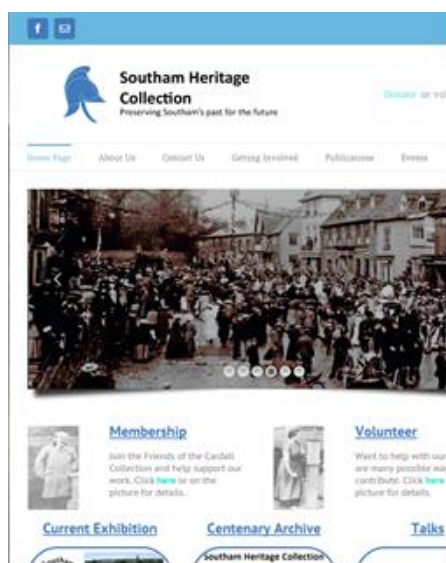 Southam Heritage
Collection
Preserving Southam's past for the future
Donate or vol
Home Page About Us Contact Us Getting Involved Publications Events
Membership
Join the Friends of the Cardall
Collection and help support our
work. Click here or on the
picture for details.
Volunteer
Want to help with our
are many possible wa
contribute. Click here
picture for details.
Current Exhibition Centenary Archive Talks
Southam Heritage Collection